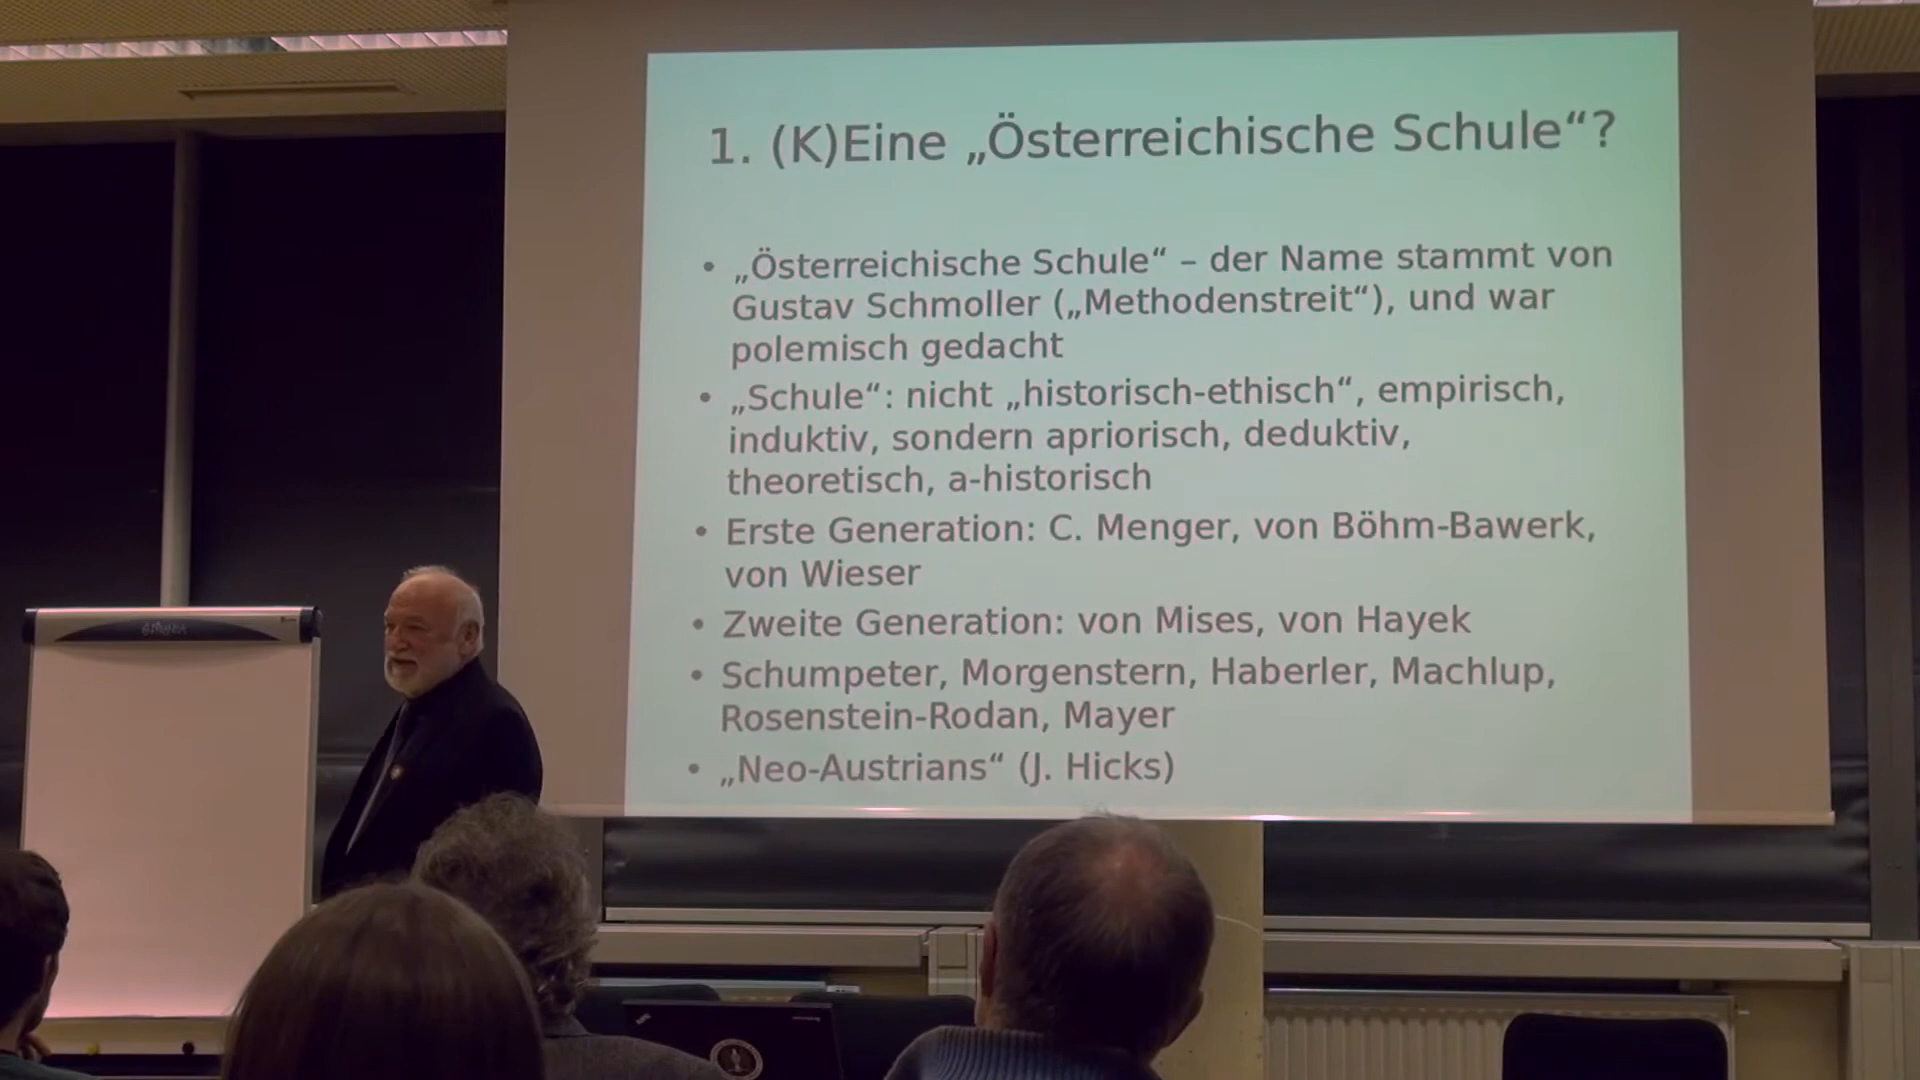 1. (K)Eine „Österreichische Schule“?
• „Österreichische Schule“ – der Name stammt von
Gustav Schmoller („Methodenstreit“), und war
polemisch gedacht
• „Schule“: nicht „historisch-ethisch“, empirisch,
induktiv, sondern apriorisch, deduktiv,
theoretisch, a-historisch
• Erste Generation: C. Menger, von Böhm-Bawerk,
von Wieser
• Zweite Generation: von Mises, von Hayek
• Schumpeter, Morgenstern, Haberler, Machlup,
Rosenstein-Rodan, Mayer
• „Neo-Austrians“ (J. Hicks)